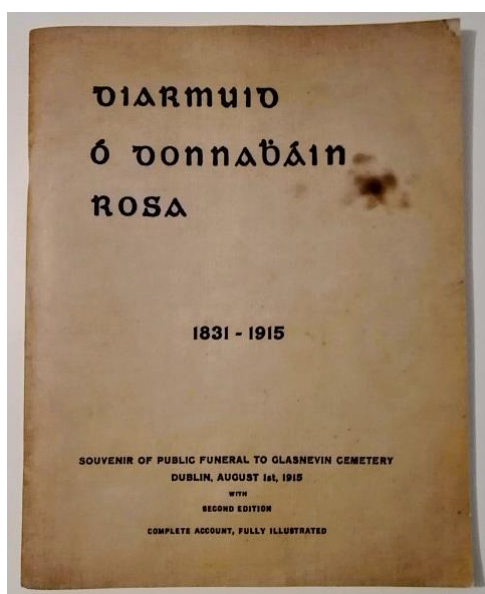 DIARMUID
Ó DONNAḂÁIN
ROSA
1831 - 1915
SOUVENIR OF PUBLIC FUNERAL TO GLASNEVIN CEMETERY
DUBLIN, AUGUST 1st, 1915
WITH
SECOND EDITION
COMPLETE ACCOUNT, FULLY ILLUSTRATED